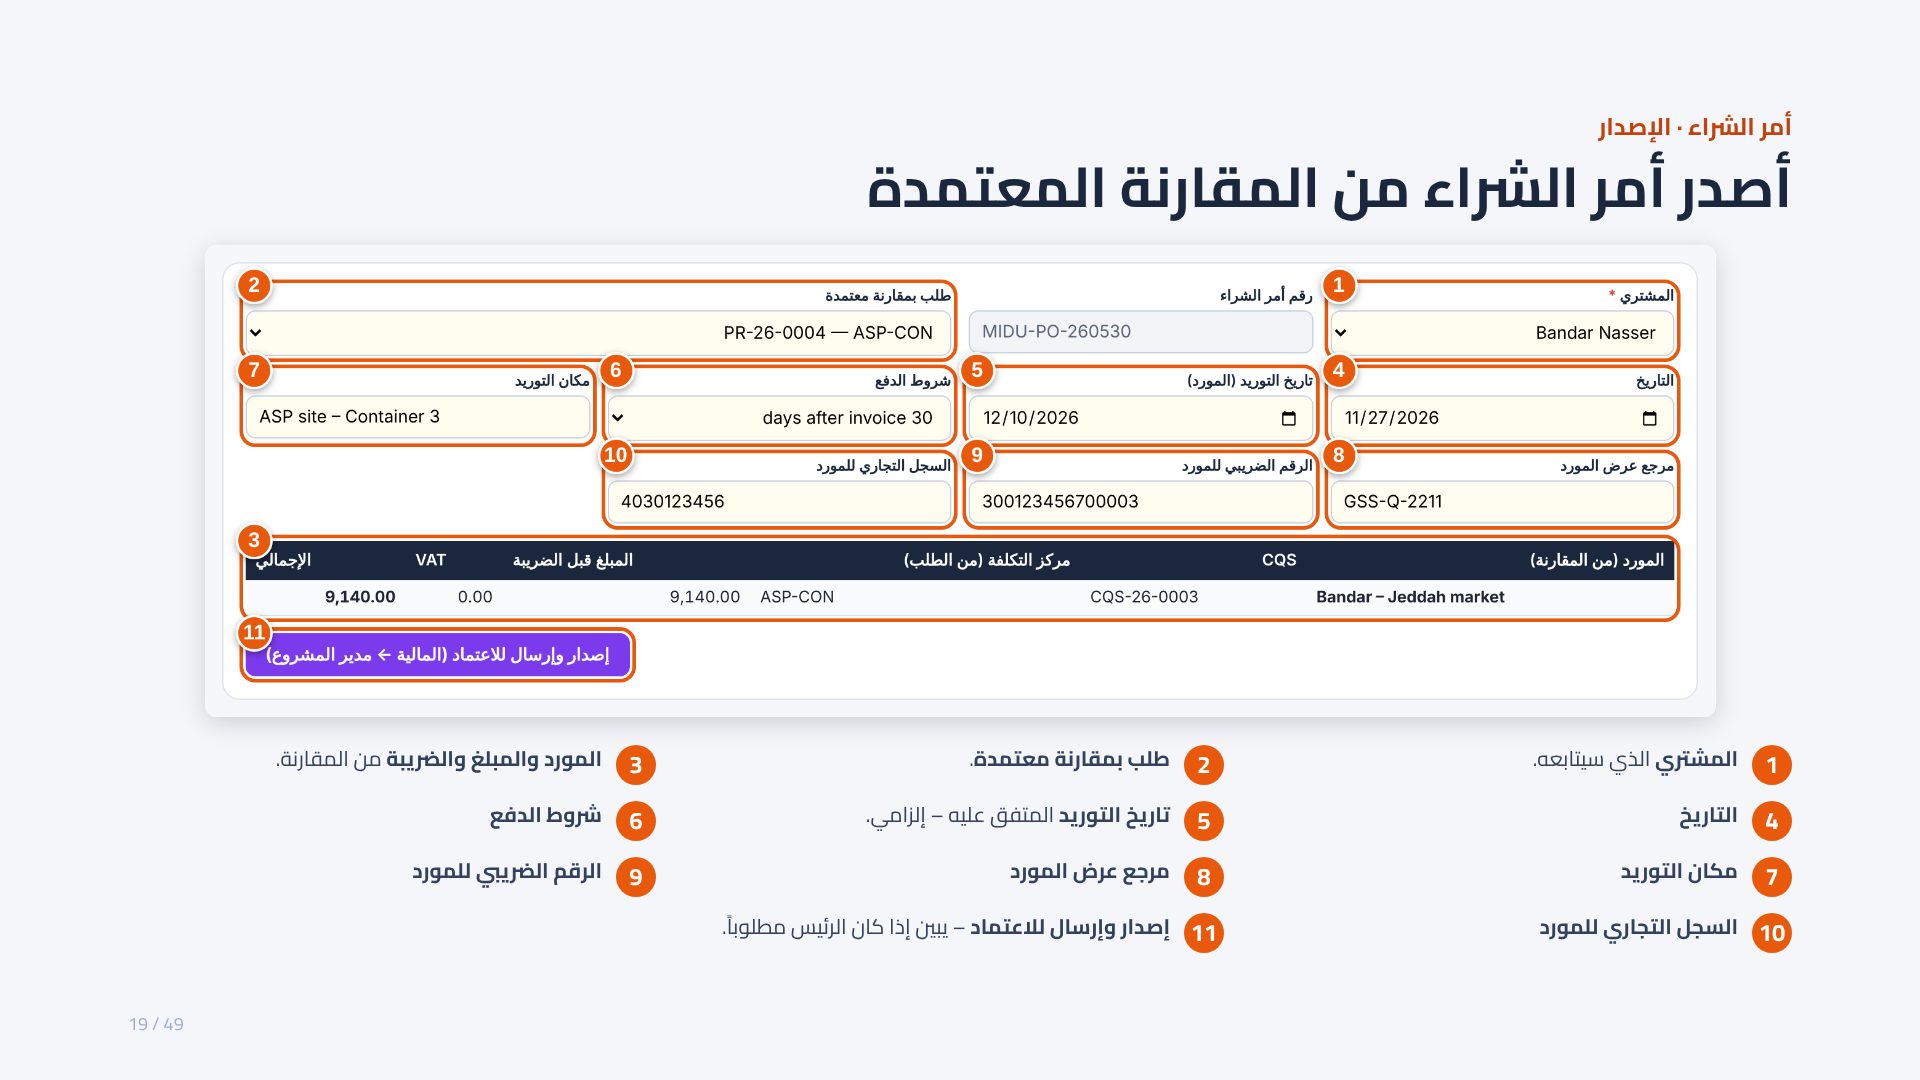 أمر الشراء · الإصدار
أصدر أمر الشراء من المقارنة المعتمدة
1 المشتري *
رقم أمر الشراء
2 طلب بمقارنة معتمدة
Bandar Nasser
MIDU-PO-260530
PR-26-0004 — ASP-CON
4 التاريخ
5 تاريخ التوريد (المورد)
6 شروط الدفع
7 مكان التوريد
11/27/2026
12/10/2026
days after invoice 30
ASP site – Container 3
8 مرجع عرض المورد
9 الرقم الضريبي للمورد
10 السجل التجاري للمورد
GSS-Q-2211
300123456700003
4030123456
3
المورد (من المقارنة) CQS مركز التكلفة (من الطلب) المبلغ قبل الضريبة VAT الإجمالي
Bandar – Jeddah market CQS-26-0003 ASP-CON 9,140.00 0.00 9,140.00
11 إصدار وإرسال للاعتماد (المالية ← مدير المشروع)
1 المشتري الذي سيتابعه.
2 طلب بمقارنة معتمدة.
3 المورد والمبلغ والضريبة من المقارنة.
4 التاريخ
5 تاريخ التوريد المتفق عليه – إلزامي.
6 شروط الدفع
7 مكان التوريد
8 مرجع عرض المورد
9 الرقم الضريبي للمورد
10 السجل التجاري للمورد
11 إصدار وإرسال للاعتماد – يبين إذا كان الرئيس مطلوباً.
19 / 49